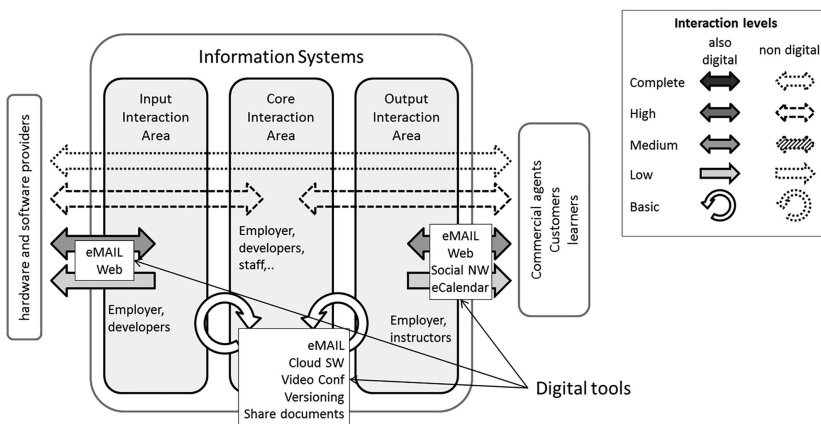 Information Systems
Input
Interaction
Area
Core
Interaction
Area
Output
Interaction
Area
hardware and software providers
Employer,
developers,
staff,..
eMAIL
Web
Employer,
developers
eMAIL
Web
Social NW
eCalendar
Employer,
instructors
eMAIL
Cloud SW
Video Conf
Versioning
Share documents
Commercial agents
Customers
learners
Digital tools
Interaction levels
also
digital
non digital
Complete
High
Medium
Low
Basic